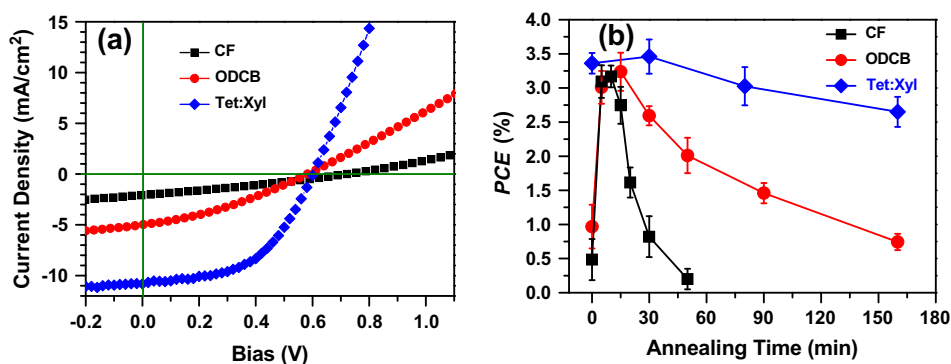 (a)
CF
ODCB
Tet:Xyl
Current Density (mA/cm²)
15
10
5
0
-5
-10
-0.2 0.0 0.2 0.4 0.6 0.8 1.0
Bias (V)
(b)
CF
ODCB
Tet:Xyl
PCE (%)
4.0
3.5
3.0
2.5
2.0
1.5
1.0
0.5
0.0
0 30 60 90 120 150 180
Annealing Time (min)